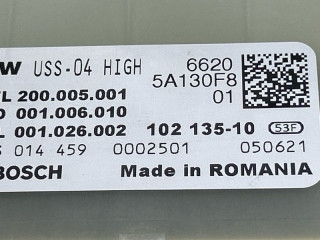 W USS-04 HIGH 6620
5A130F8
L 200.005.001 01
001.006.010
L 001.026.002 102 135-10 53F
014 459 0002501 050621
BOSCH Made in ROMANIA